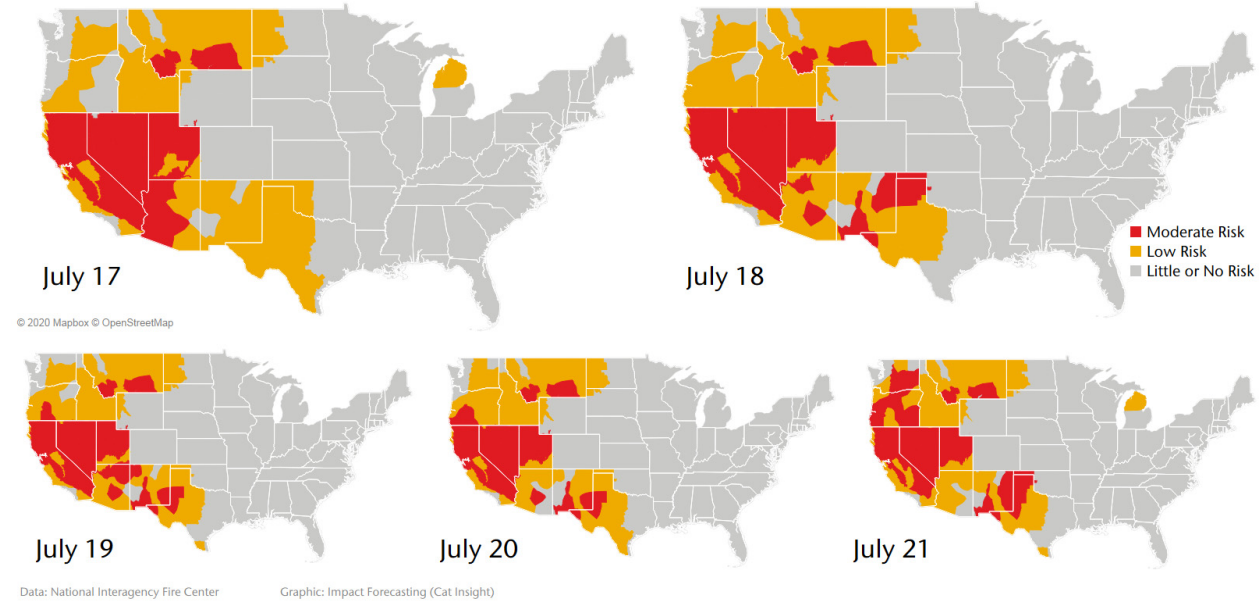 July 17
July 18
Moderate Risk
Low Risk
Little or No Risk
© 2020 Mapbox © OpenStreetMap
July 19
July 20
July 21
Data: National Interagency Fire Center
Graphic: Impact Forecasting (Cat Insight)